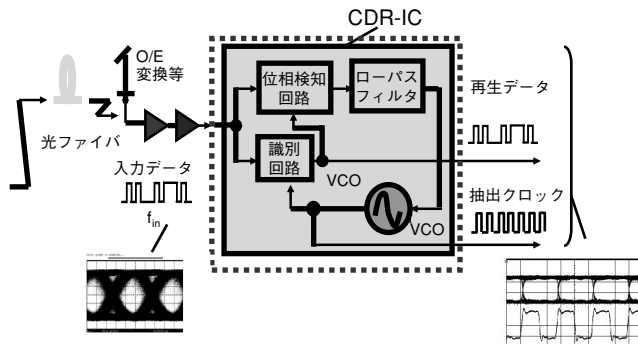 CDR-IC
O/E
変換等
位相検知
回路
ローパス
フィルタ
再生データ
光ファイバ
識別
回路
入力データ
VCO
抽出クロック
VCO
fin